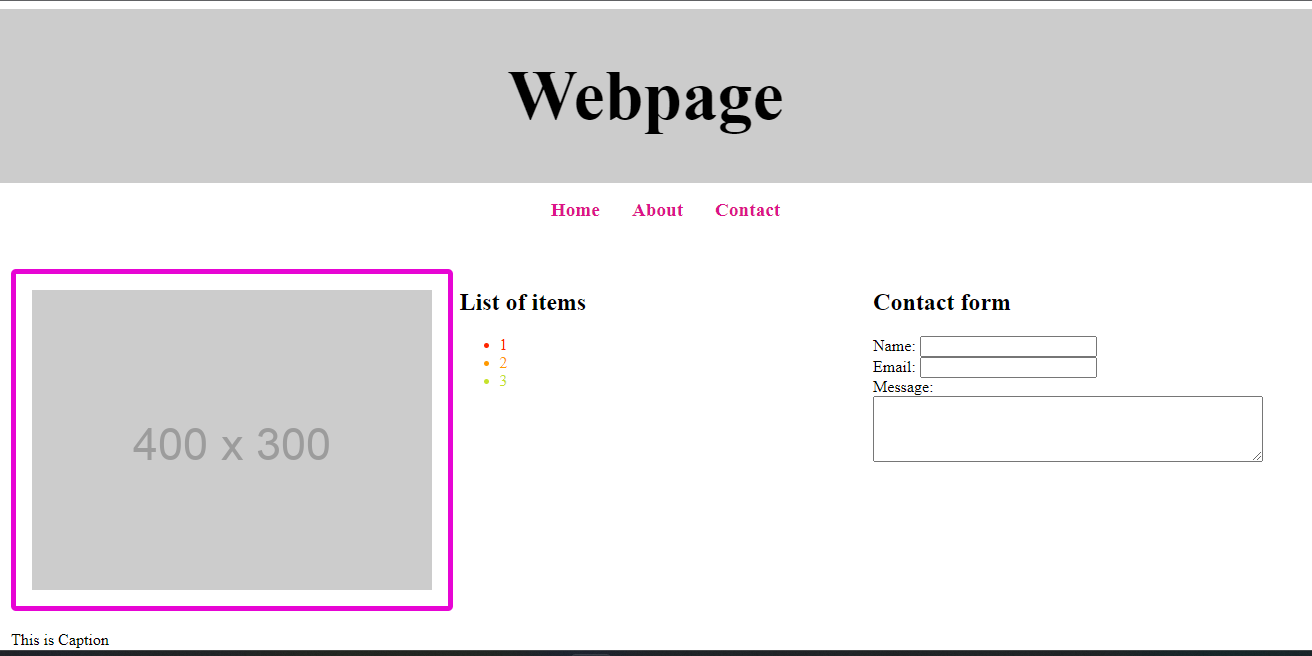 Webpage
Home About Contact
400 x 300
This is Caption
List of items
1
2
3
Contact form
Name:
Email:
Message: